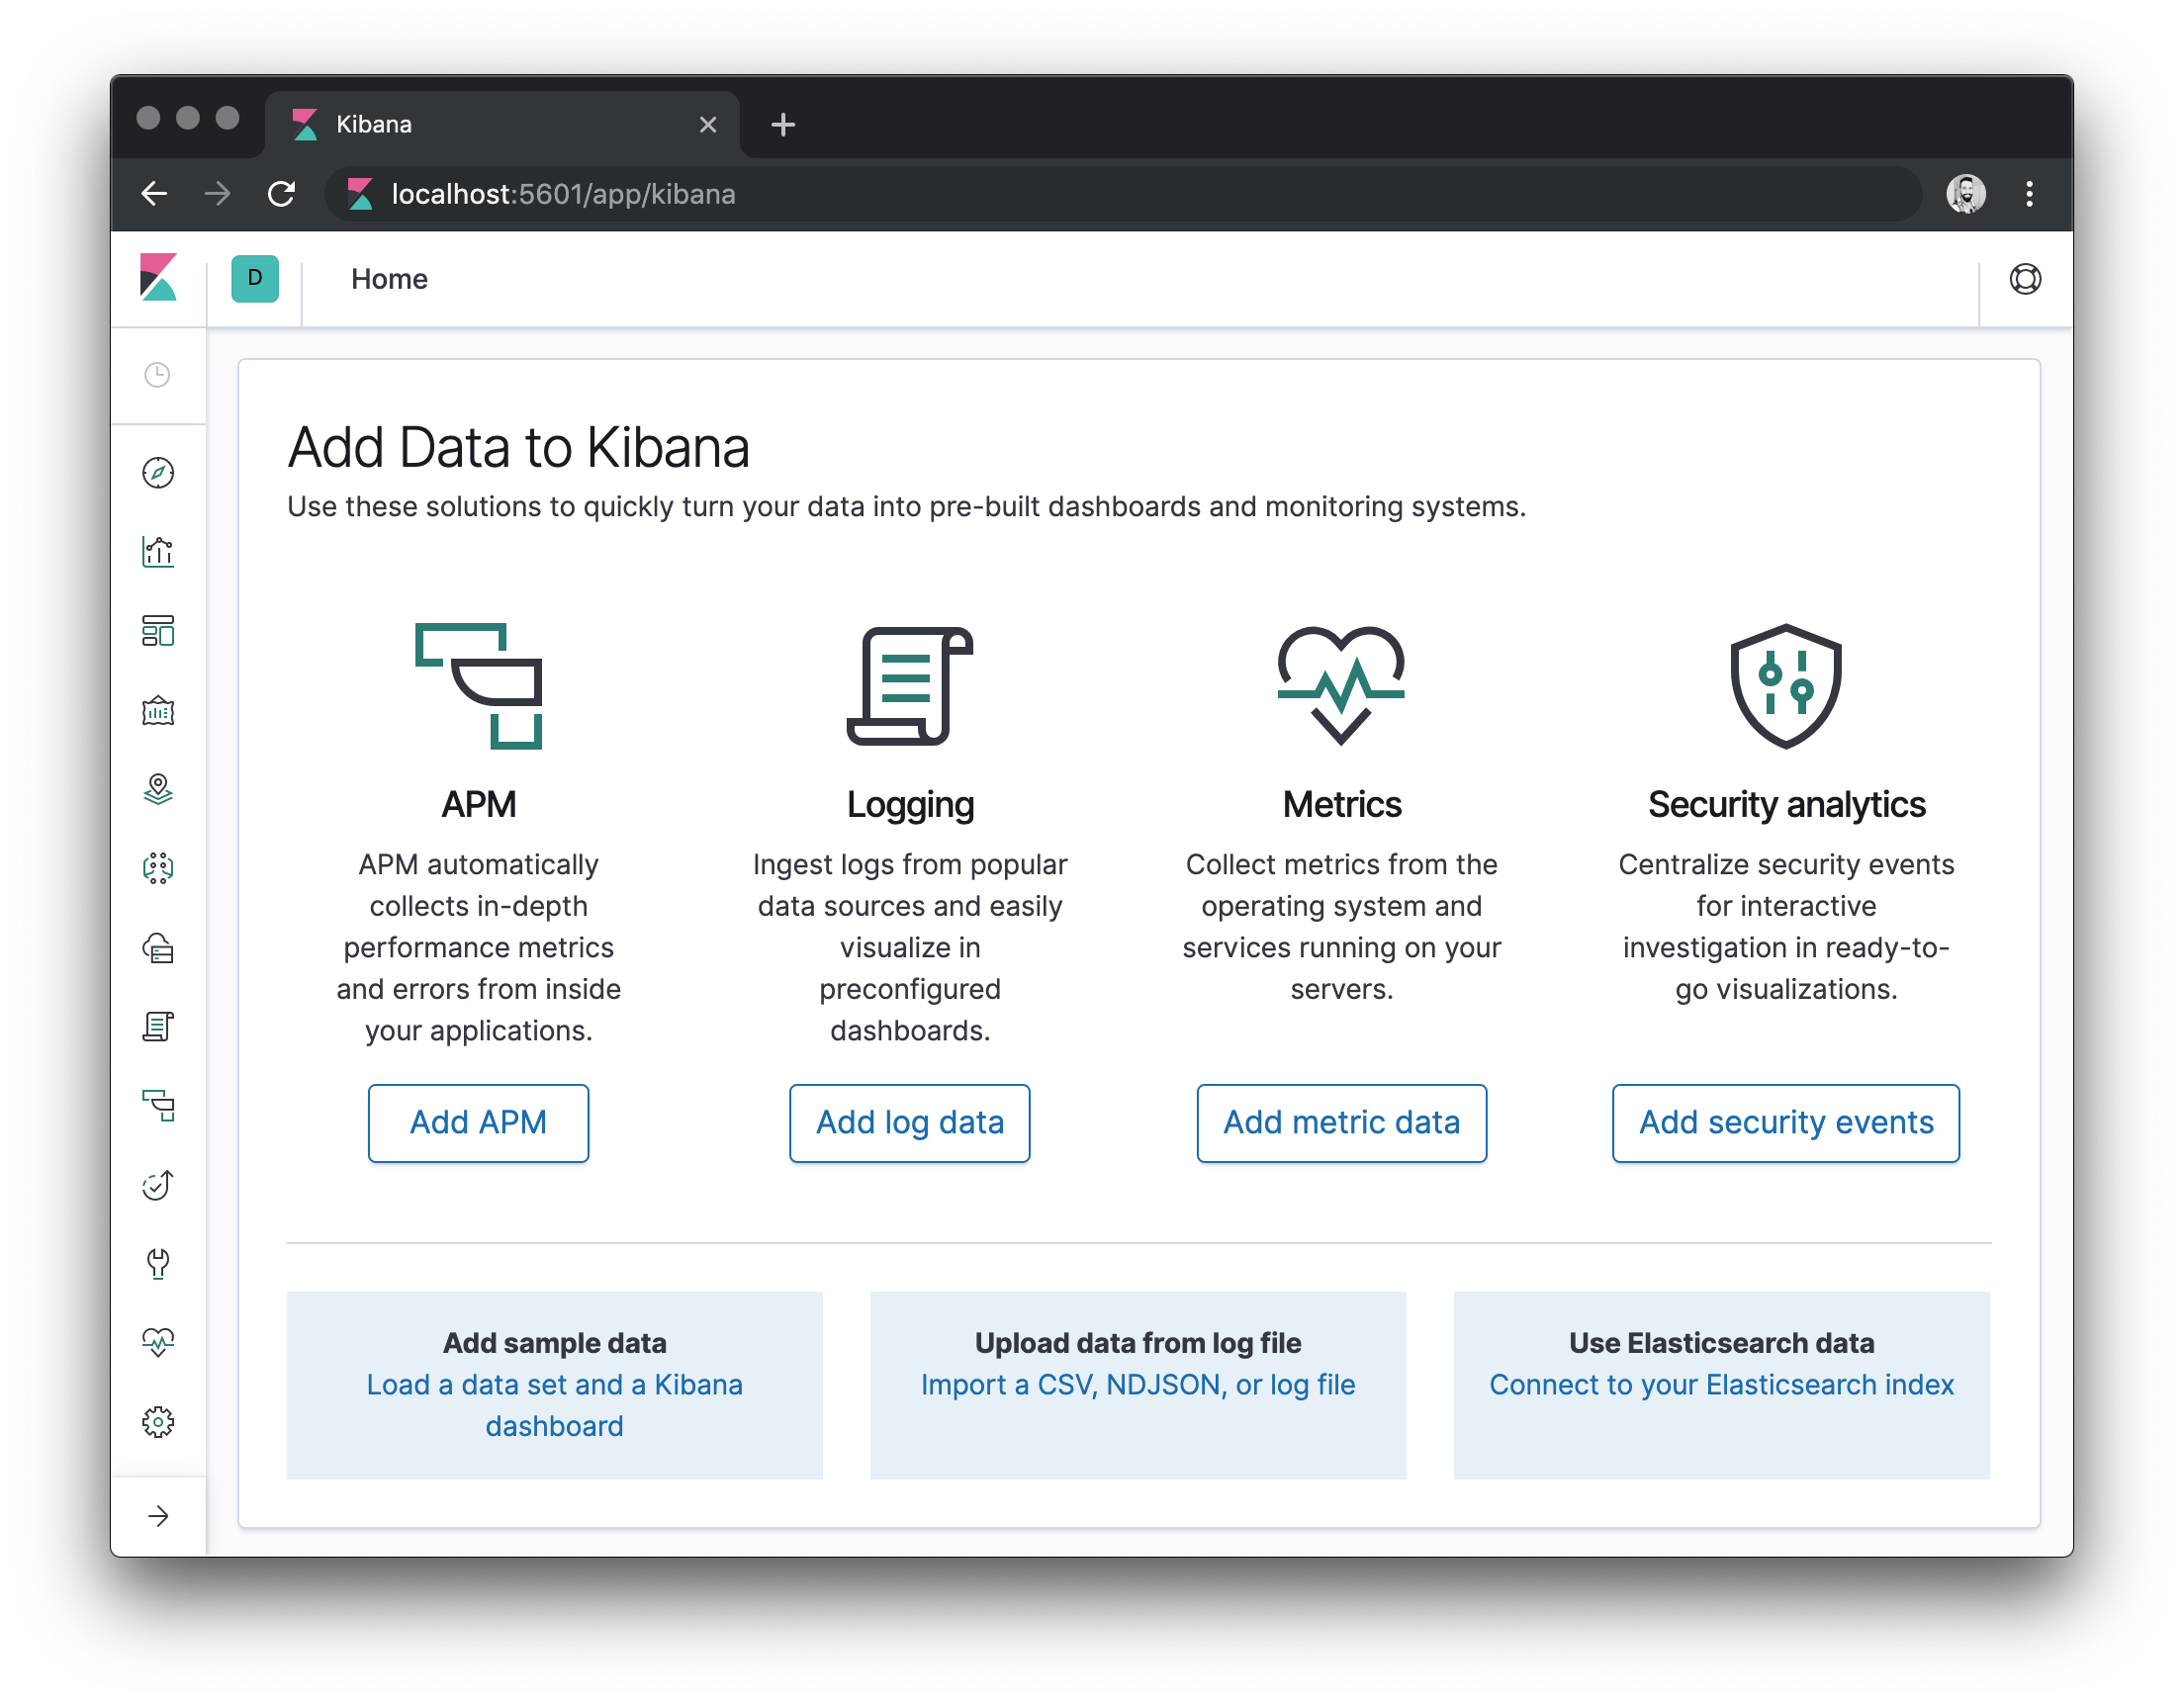 Kibana
localhost:5601/app/kibana
D
Home
Add Data to Kibana
Use these solutions to quickly turn your data into pre-built dashboards and monitoring systems.
APM
APM automatically
collects in-depth
performance metrics
and errors from inside
your applications.
Add APM
Logging
Ingest logs from popular
data sources and easily
visualize in
preconfigured
dashboards.
Add log data
Metrics
Collect metrics from the
operating system and
services running on your
servers.
Add metric data
Security analytics
Centralize security events
for interactive
investigation in ready-to-
go visualizations.
Add security events
Add sample data
Load a data set and a Kibana
dashboard
Upload data from log file
Import a CSV, NDJSON, or log file
Use Elasticsearch data
Connect to your Elasticsearch index